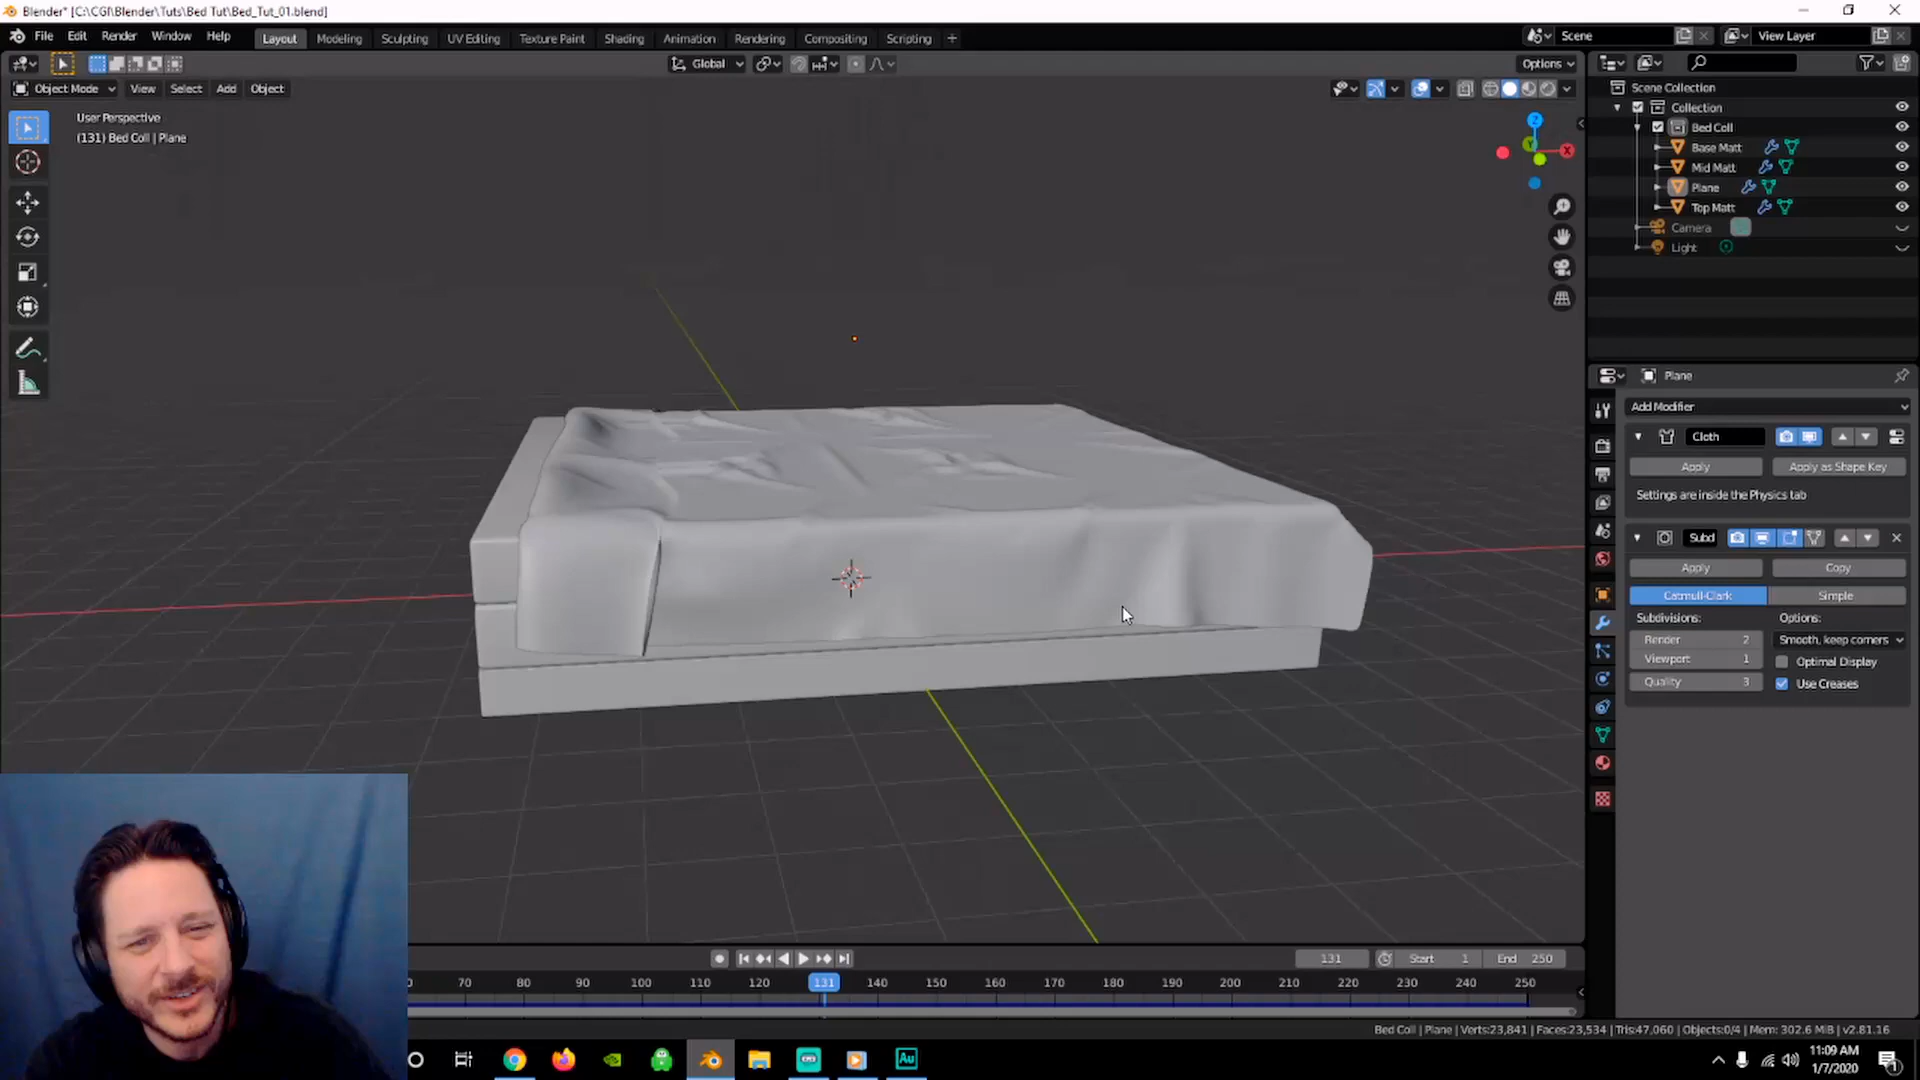 Blender* [C:\CGI\Blender\Tuts\Bed Tut\Bed_Tut_01.blend]
File Edit Render Window Help Layout Modeling Sculpting UV Editing Texture Paint Shading Animation Rendering Compositing Scripting + Scene View Layer
Global Options
Object Mode View Select Add Object
User Perspective
(131) Bed Coll | Plane
Z
Y
X
Scene Collection
Collection
Bed Coll
Base Matt
Mid Matt
Plane
Top Matt
Camera
Light
Plane
Add Modifier
Cloth
Apply Apply as Shape Key
Settings are inside the Physics tab
Subd
Apply Copy
Catmull-Clark Simple
Subdivisions: Options:
Render 2 Smooth, keep corners
Viewport 1 Optimal Display
Quality 3 Use Creases
131 Start 1 End 250
70 80 90 100 110 120 131 140 150 160 170 180 190 200 210 220 230 240 250
Bed Coll | Plane | Verts:23,841 | Faces:23,534 | Tris:47,060 | Objects:0/4 | Mem: 302.6 MiB | v2.81.16
Au
11:09 AM
1/7/2020
1